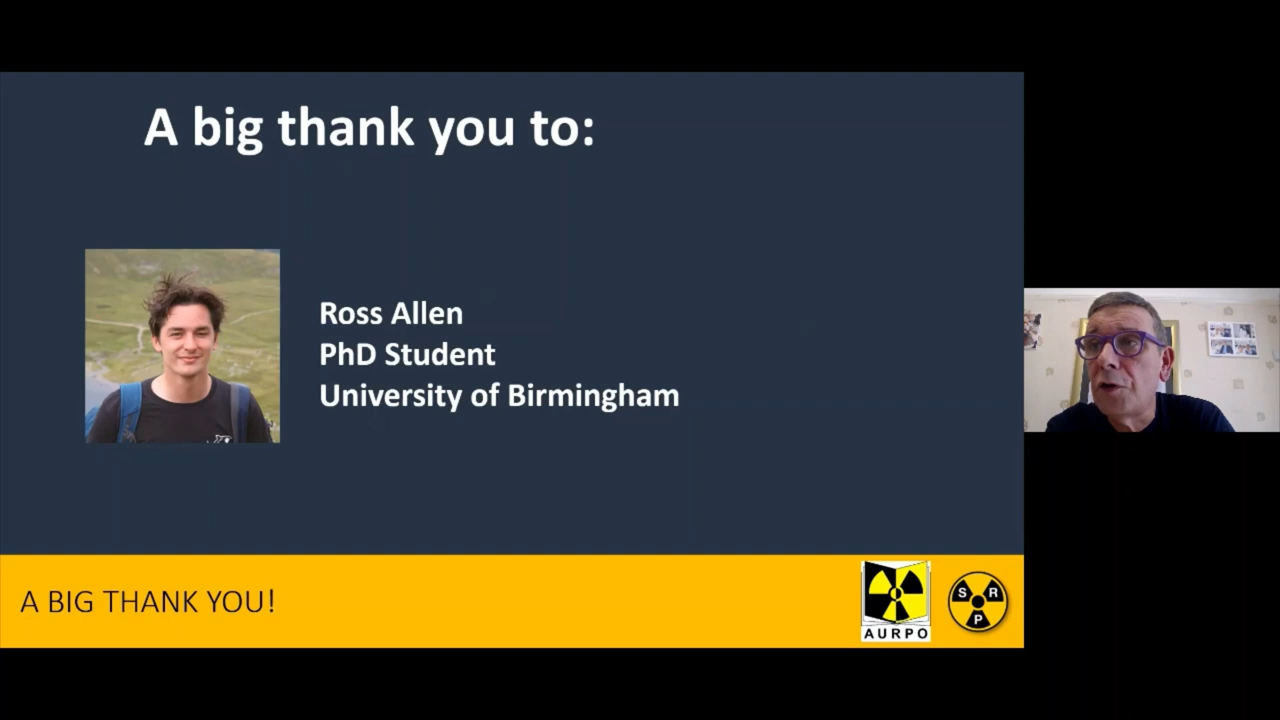 A big thank you to:
Ross Allen
PhD Student
University of Birmingham
A BIG THANK YOU!
AURPO
S R
P